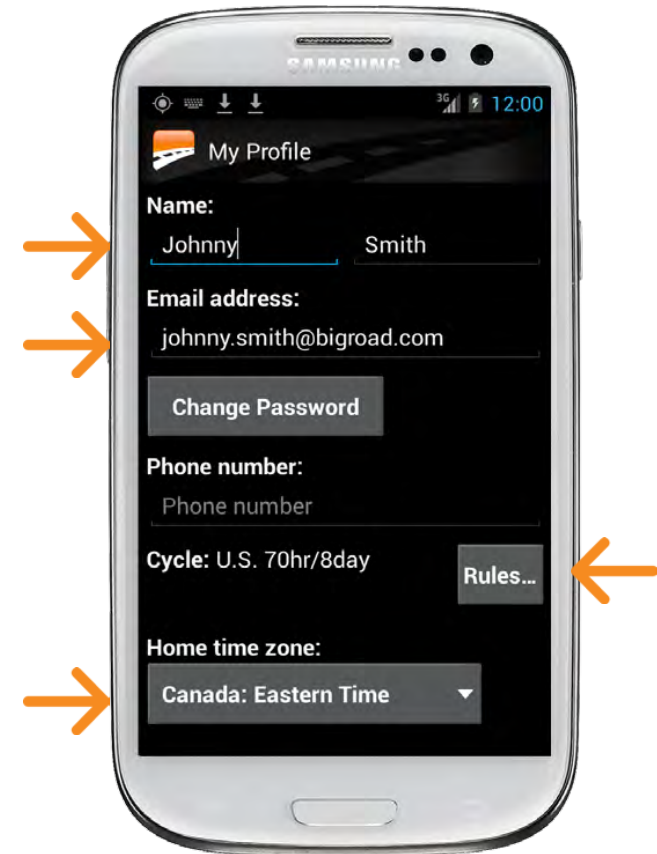 SAMSUNG
3G 12:00
My Profile
Name:
Johnny Smith
Email address:
johnny.smith@bigroad.com
Change Password
Phone number:
Phone number
Cycle: U.S. 70hr/8day
Rules...
Home time zone:
Canada: Eastern Time